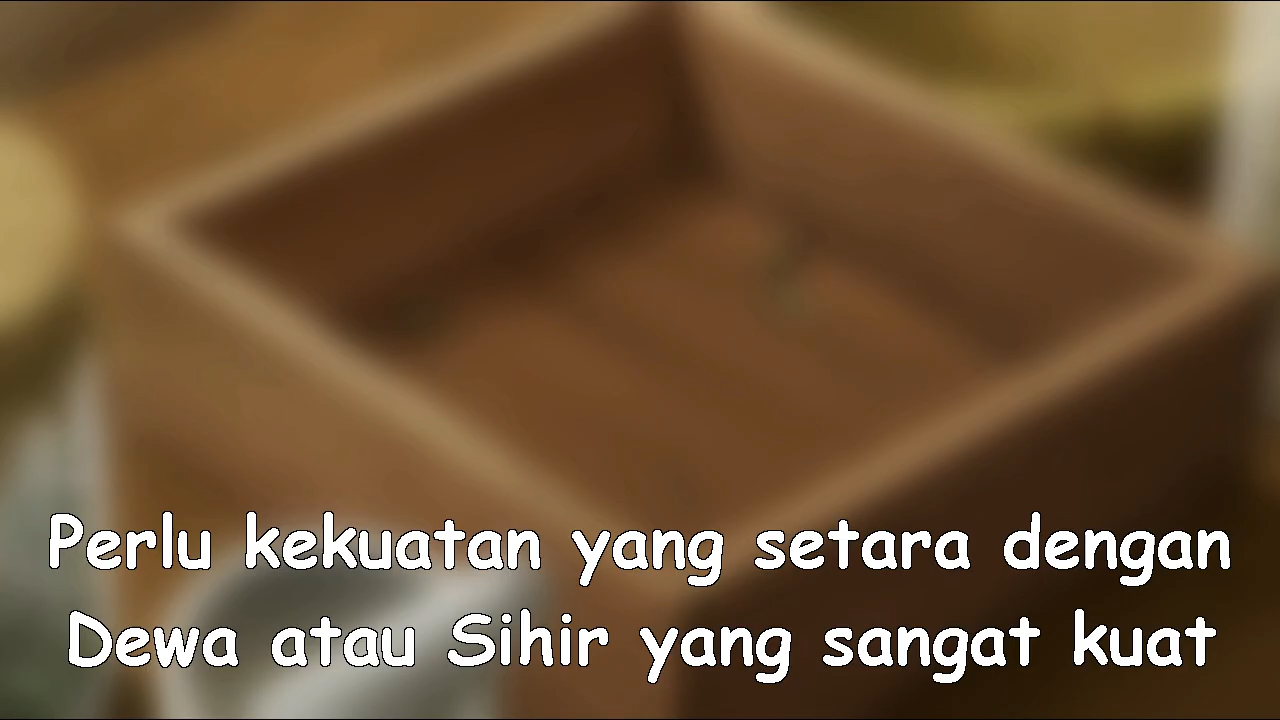 Perlu kekuatan yang setara dengan
Dewa atau Sihir yang sangat kuat